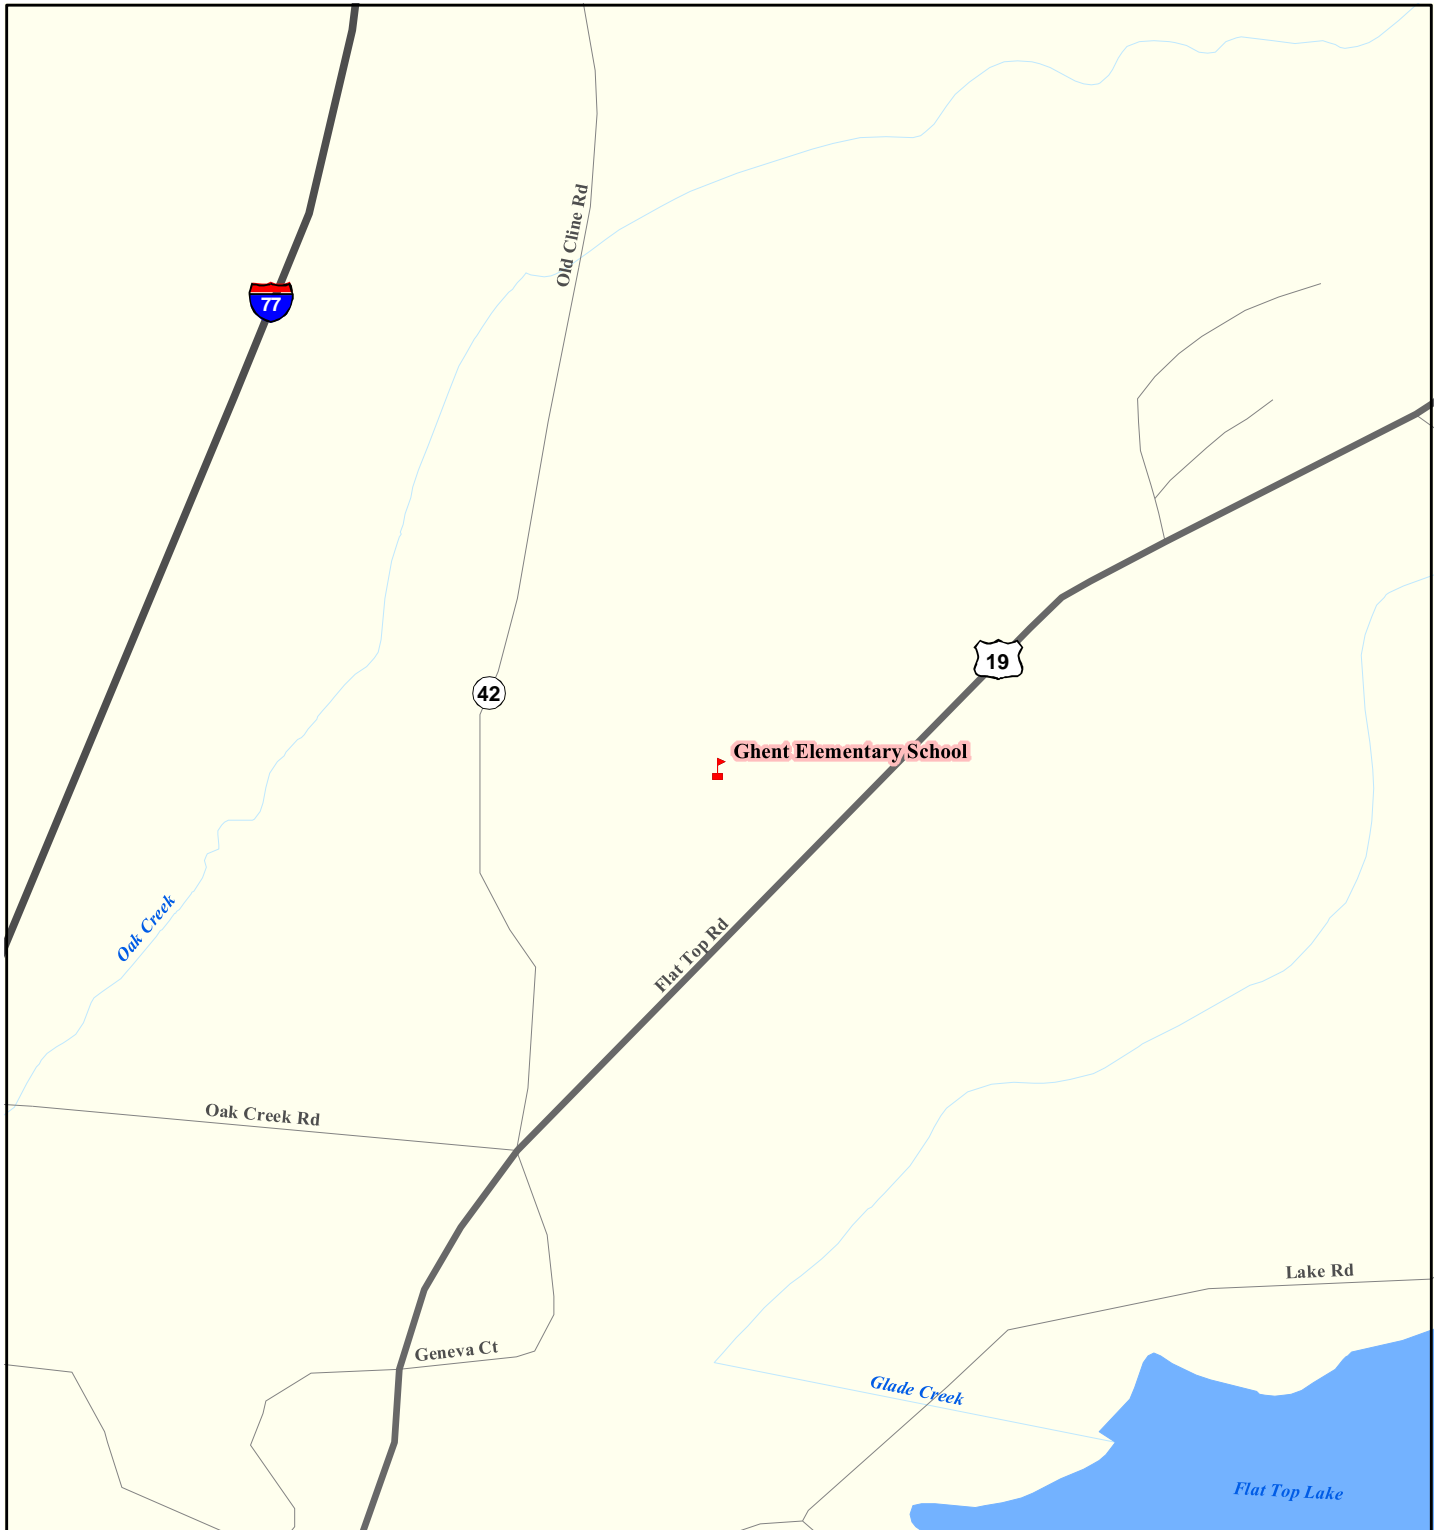 Old Cline Rd
77
19
42
Ghent Elementary School
Oak Creek
Flat Top Rd
Oak Creek Rd
Lake Rd
Geneva Ct
Glade Creek
Flat Top Lake